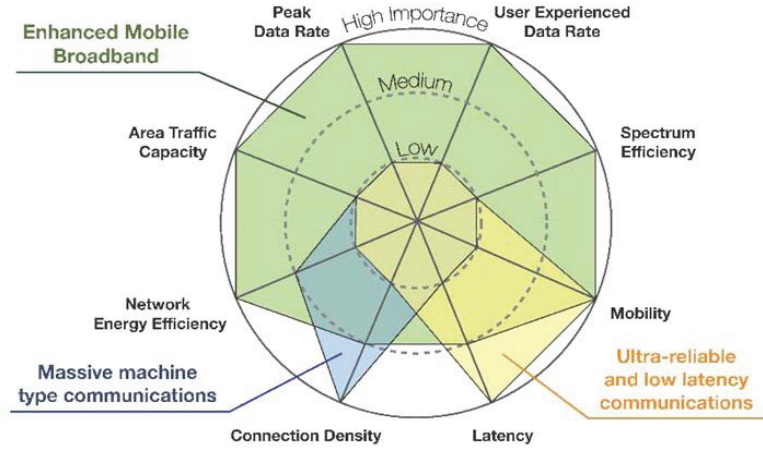 Peak
Data Rate
High Importance
User Experienced
Data Rate
Enhanced Mobile
Broadband
Medium
Area Traffic
Capacity
Low
Spectrum
Efficiency
Network
Energy Efficiency
Mobility
Massive machine
type communications
Ultra-reliable
and low latency
communications
Connection Density
Latency